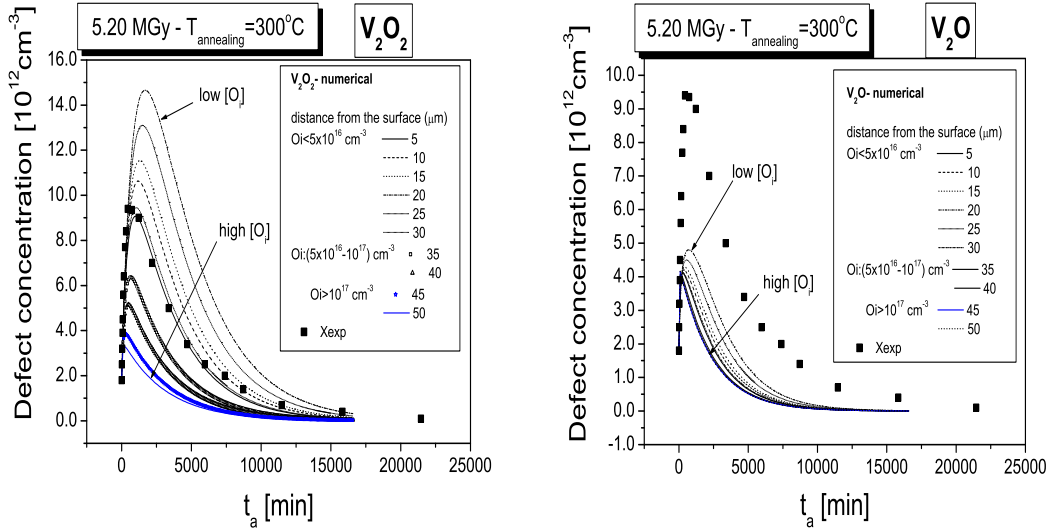 5.20 MGy - Tannealing=300°C
V2O2
Defect concentration [10^12 cm^-3]
16.0
14.0
12.0
10.0
8.0
6.0
4.0
2.0
0.0
low [Oi]
high [Oi]
V2O2- numerical
distance from the surface (μm)
Oi<5x10^16 cm^-3
5
10
15
20
25
30
Oi:(5x10^16-10^17) cm^-3
35
40
Oi>10^17 cm^-3
45
50
Xexp
0 5000 10000 15000 20000 25000
ta [min]
5.20 MGy - Tannealing=300°C
V2O
Defect concentration [10^12 cm^-3]
10.0
9.0
8.0
7.0
6.0
5.0
4.0
3.0
2.0
1.0
0.0
-1.0
low [Oi]
high [Oi]
V2O- numerical
distance from the surface (μm)
Oi<5x10^16 cm^-3
5
10
15
20
25
30
Oi:(5x10^16-10^17) cm^-3
35
40
Oi>10^17 cm^-3
45
50
Xexp
0 5000 10000 15000 20000 25000
ta [min]